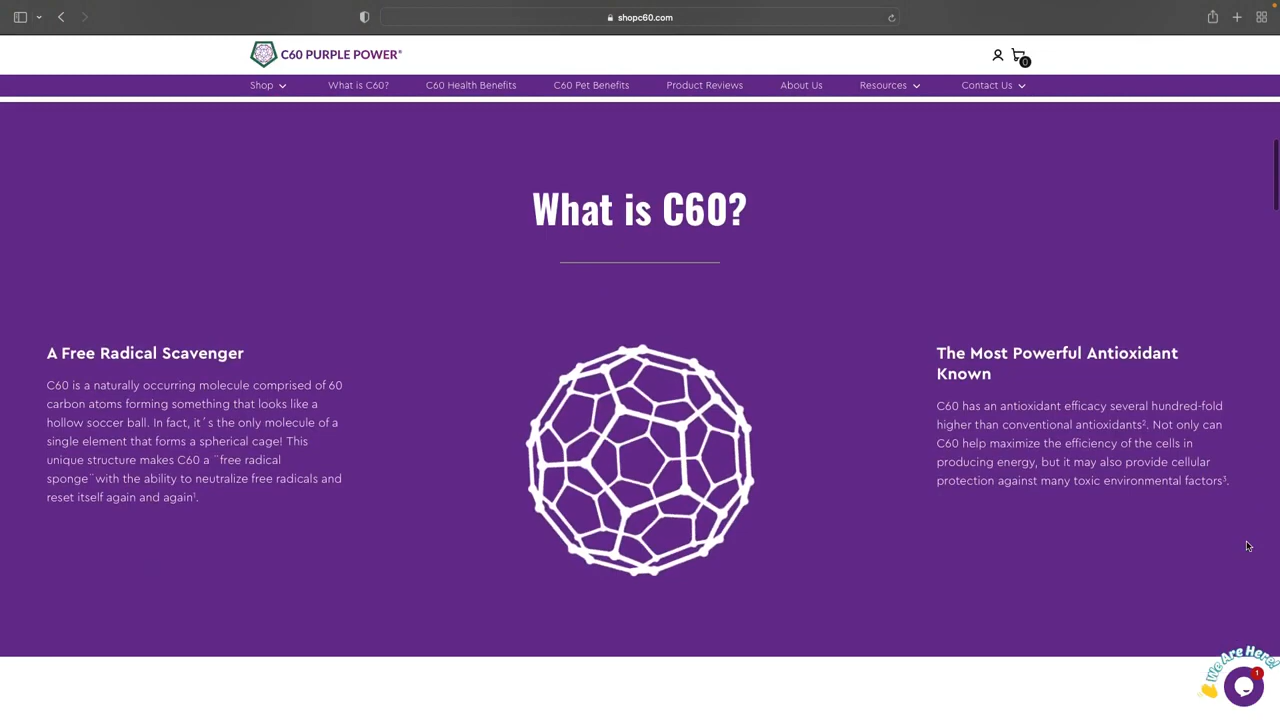 shopc60.com
C60 PURPLE POWER®
0
Shop
What is C60?
C60 Health Benefits
C60 Pet Benefits
Product Reviews
About Us
Resources
Contact Us
What is C60?
A Free Radical Scavenger
C60 is a naturally occurring molecule comprised of 60
carbon atoms forming something that looks like a
hollow soccer ball. In fact, it´s the only molecule of a
single element that forms a spherical cage! This
unique structure makes C60 a ¨free radical
sponge¨with the ability to neutralize free radicals and
reset itself again and again¹.
The Most Powerful Antioxidant
Known
C60 has an antioxidant efficacy several hundred-fold
higher than conventional antioxidants². Not only can
C60 help maximize the efficiency of the cells in
producing energy, but it may also provide cellular
protection against many toxic environmental factors³.
We Are Here!
1